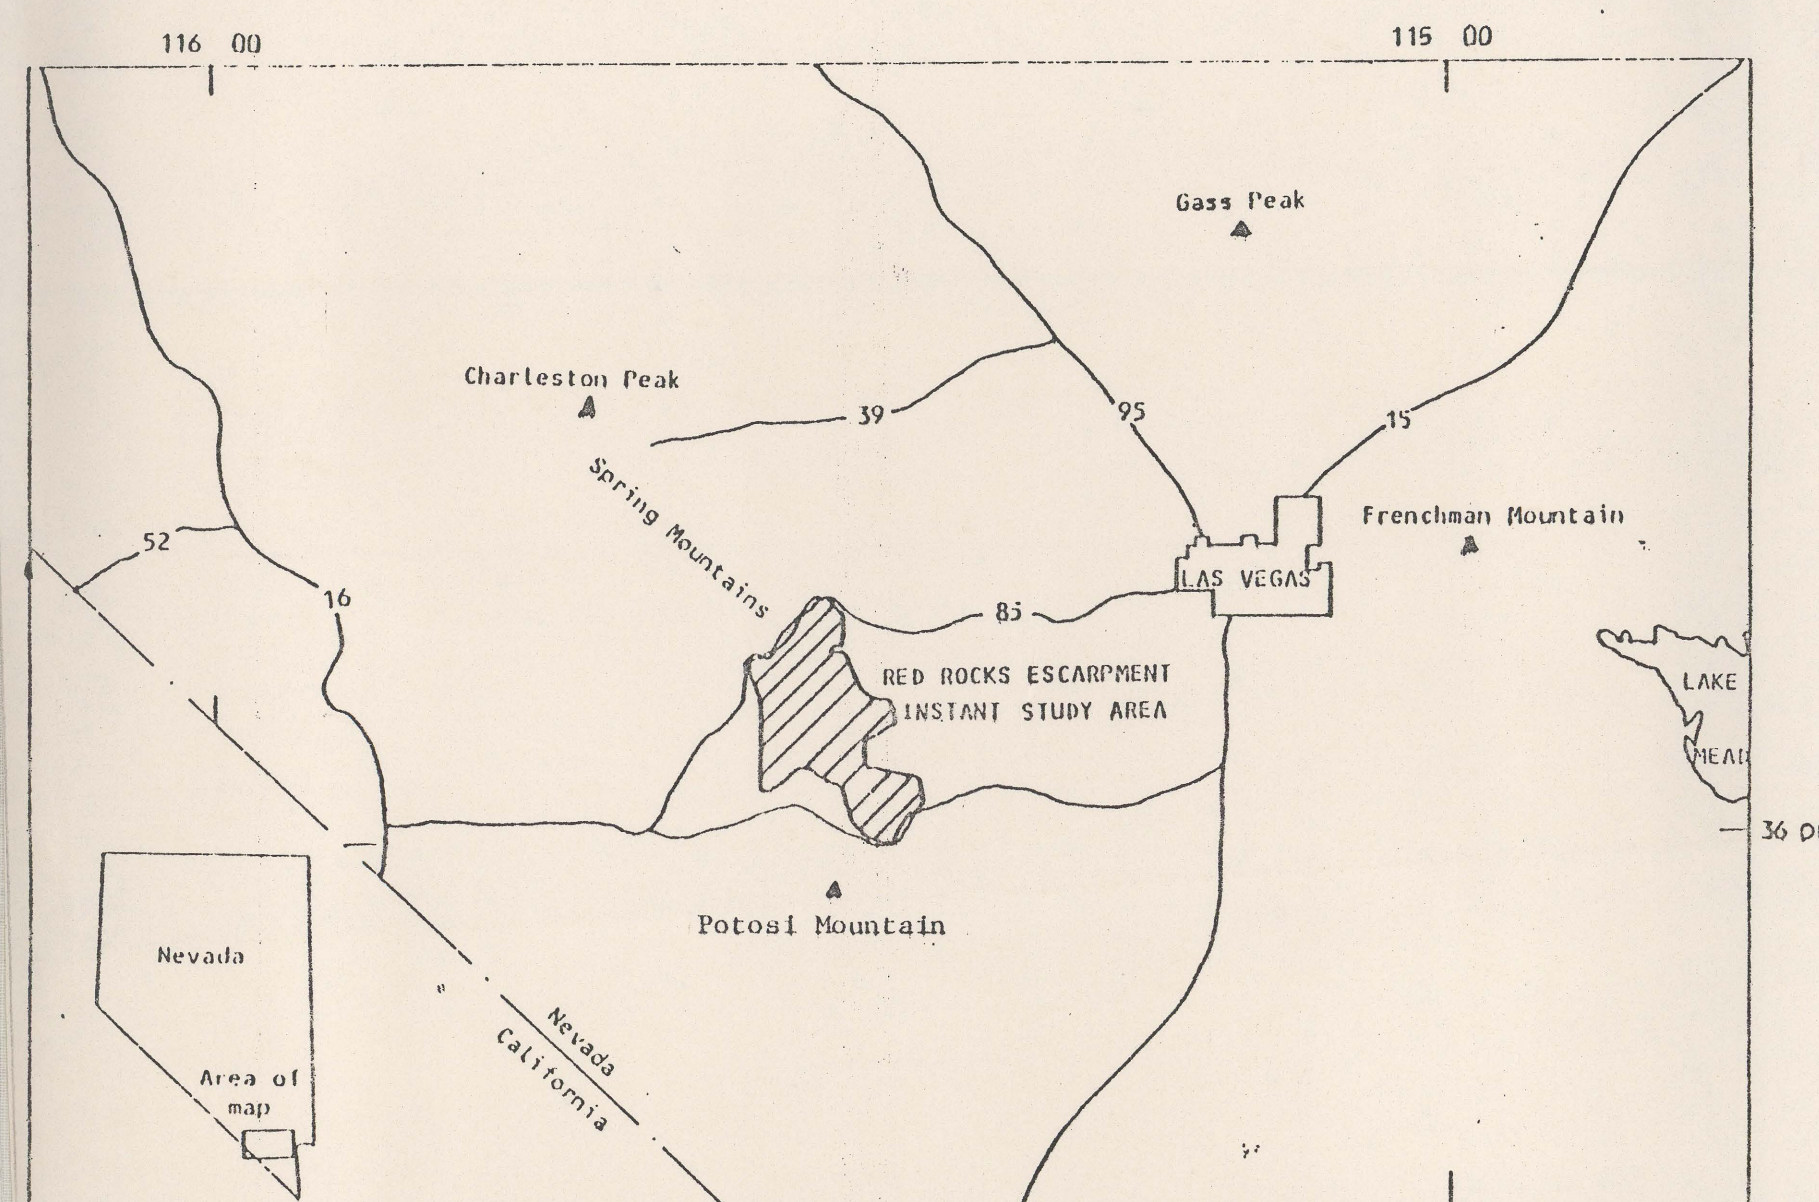 116 00
115 00
Gass Peak
Charleston Peak
39
95
15
Spring Mountains
Frenchman Mountain
52
LAS VEGAS
16
85
RED ROCKS ESCARPMENT
INSTANT STUDY AREA
LAKE
MEAD
36 D
Potosi Mountain
Nevada
Nevada
California
Area of
map